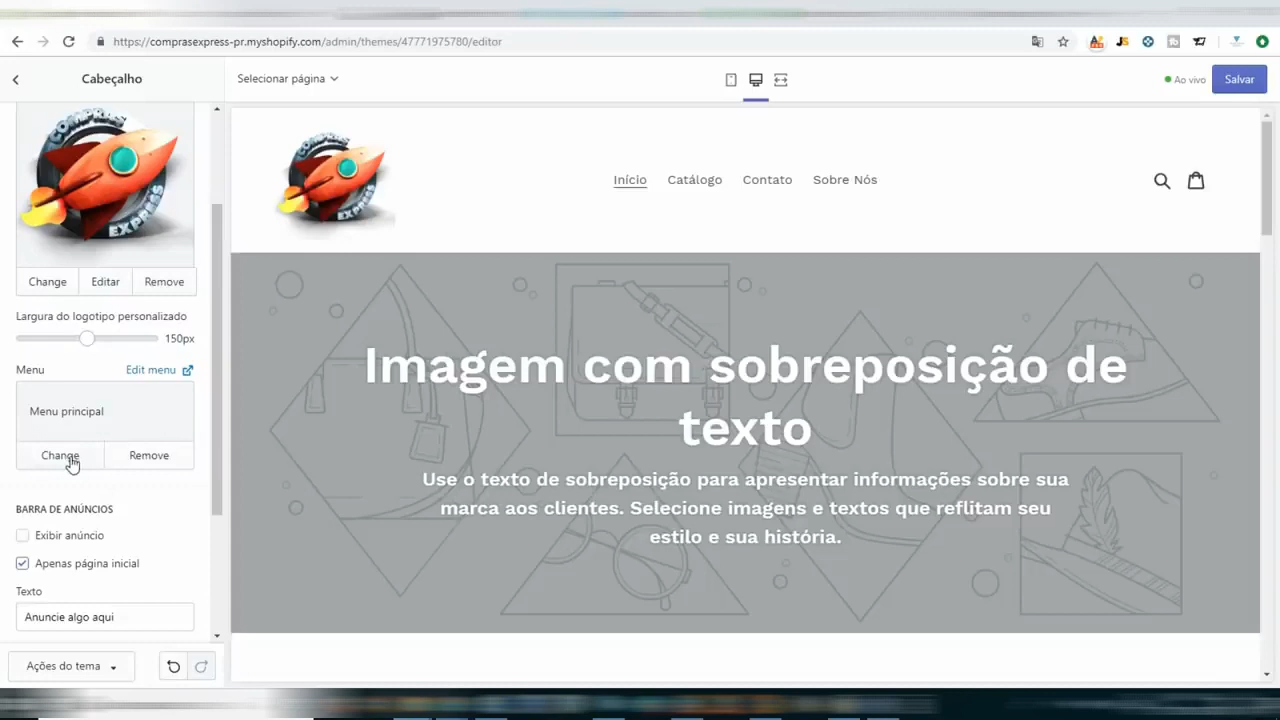 https://comprasexpress-pr.myshopify.com/admin/themes/47771975780/editor
Cabeçalho
Selecionar página
Ao vivo
Salvar
COMPRAS
EXPRESS
Change
Editar
Remove
Largura do logotipo personalizado
150px
Menu
Edit menu
Menu principal
Change
Remove
BARRA DE ANÚNCIOS
Exibir anúncio
Apenas página inicial
Texto
Anuncie algo aqui
Ações do tema
COMPRAS
EXPRESS
Início
Catálogo
Contato
Sobre Nós
Imagem com sobreposição de
texto
Use o texto de sobreposição para apresentar informações sobre sua
marca aos clientes. Selecione imagens e textos que reflitam seu
estilo e sua história.